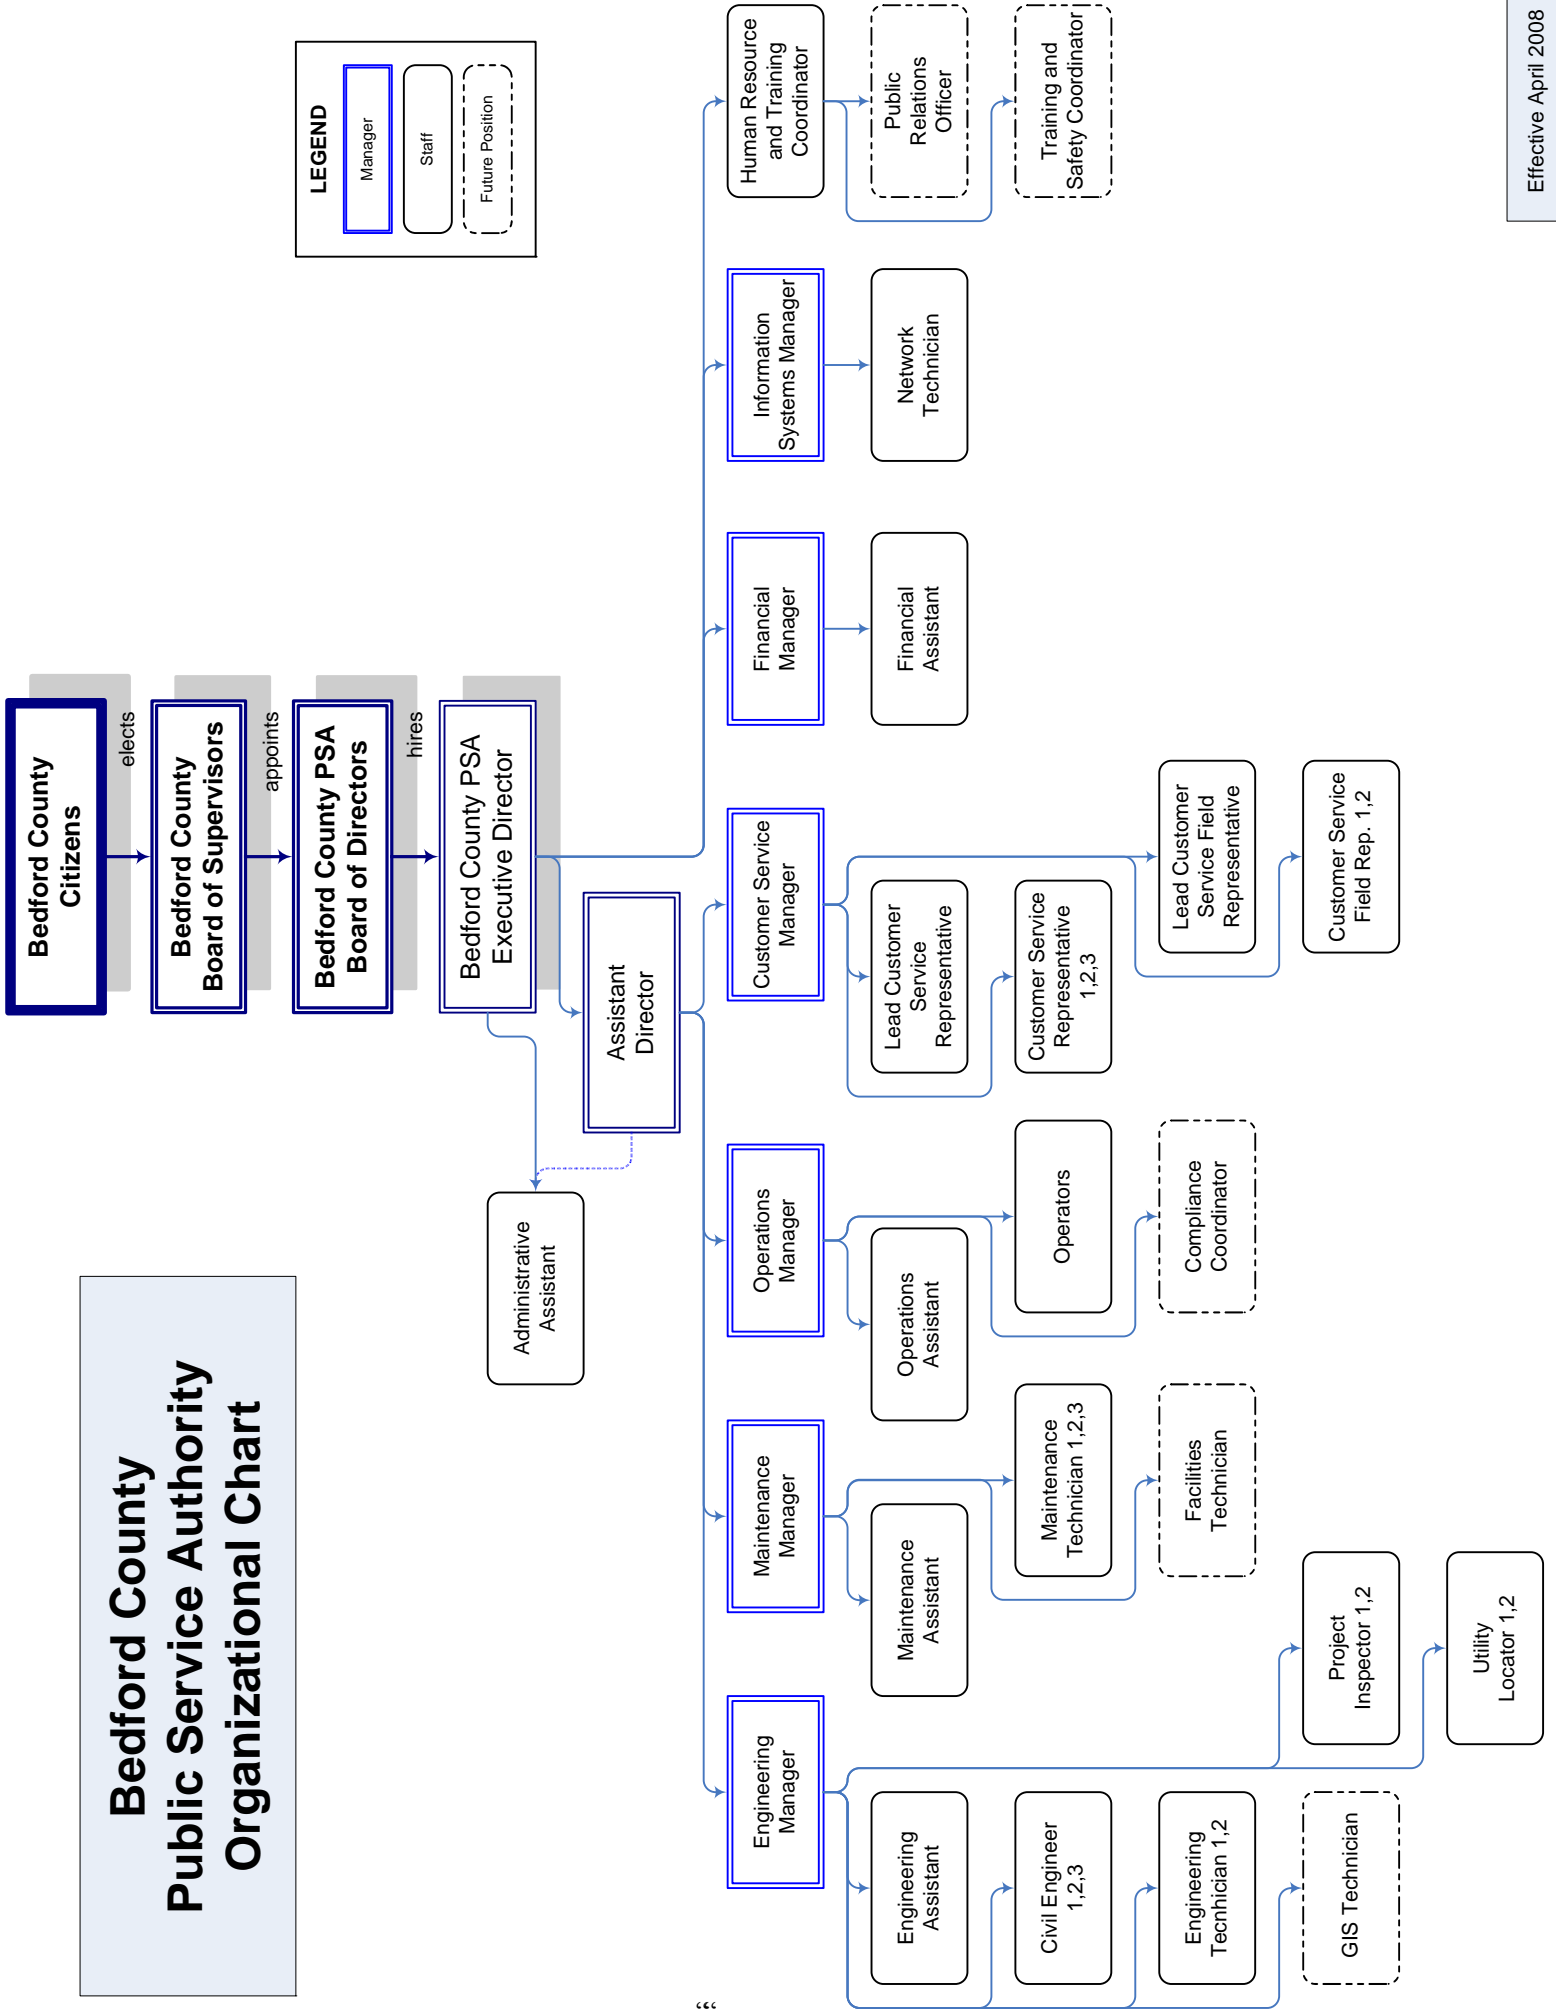 Bedford County
Public Service Authority
Organizational Chart
Bedford County
Citizens
elects
Bedford County
Board of Supervisors
appoints
Bedford County PSA
Board of Directors
hires
Bedford County PSA
Executive Director
LEGEND
Manager
Staff
Future Position
Administrative
Assistant
Assistant
Director
Engineering
Manager
Maintenance
Manager
Operations
Manager
Customer Service
Manager
Financial
Manager
Information
Systems Manager
Human Resource
and Training
Coordinator
Engineering
Assistant
Maintenance
Assistant
Operations
Assistant
Lead Customer
Service
Representative
Financial
Assistant
Network
Technician
Public
Relations
Officer
Civil Engineer
1,2,3
Maintenance
Technician 1,2,3
Operators
Customer Service
Representative
1,2,3
Training and
Safety Coordinator
Engineering
Tecnhician 1,2
Facilities
Technician
Compliance
Coordinator
Lead Customer
Service Field
Representative
GIS Technician
Project
Inspector 1,2
Customer Service
Field Rep. 1,2
Utility
Locator 1,2
Effective April 2008
““